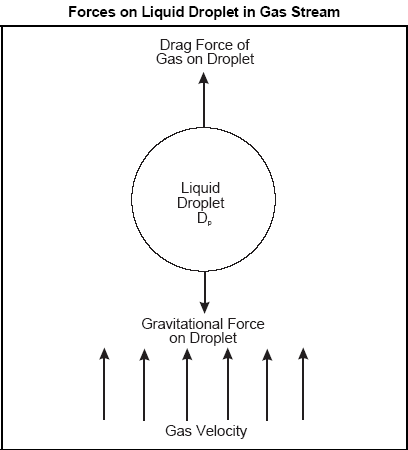 Forces on Liquid Droplet in Gas Stream
Drag Force of
Gas on Droplet
Liquid
Droplet
Dp
Gravitational Force
on Droplet
Gas Velocity